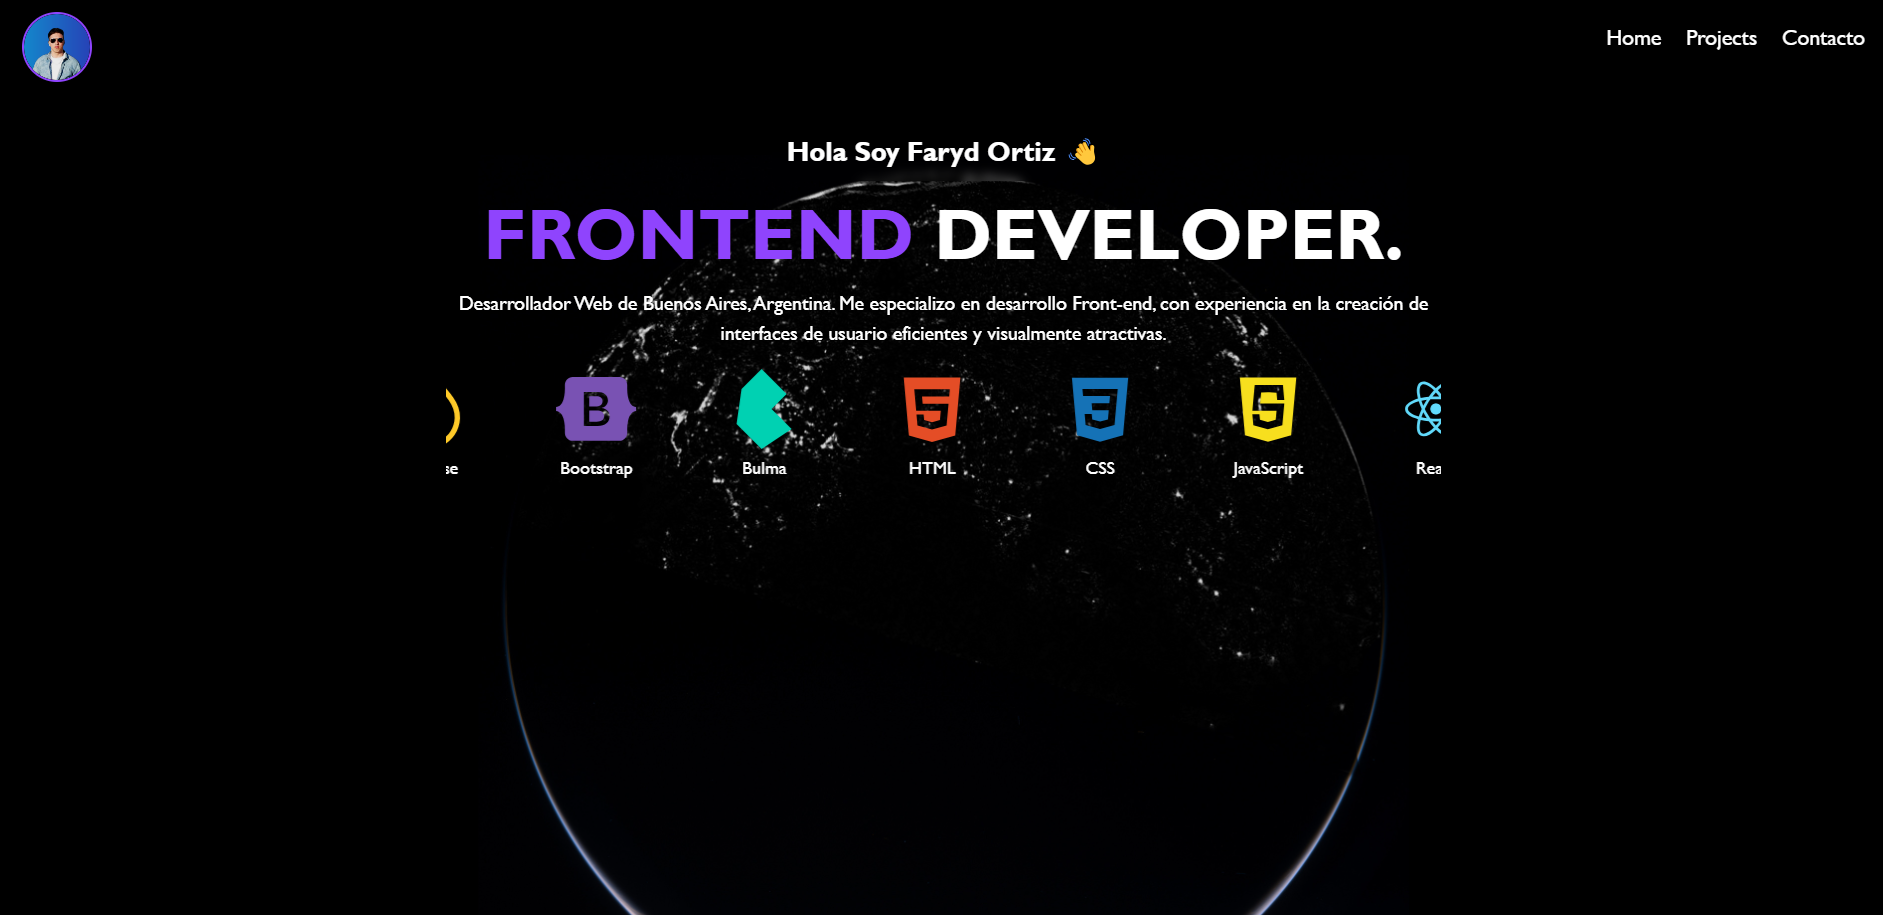 Home Projects Contacto
Hola Soy Faryd Ortiz 👋
FRONTEND DEVELOPER.
Desarrollador Web de Buenos Aires, Argentina. Me especializo en desarrollo Front-end, con experiencia en la creación de
interfaces de usuario eficientes y visualmente atractivas.
B
se Bootstrap Bulma HTML CSS JavaScript Rea